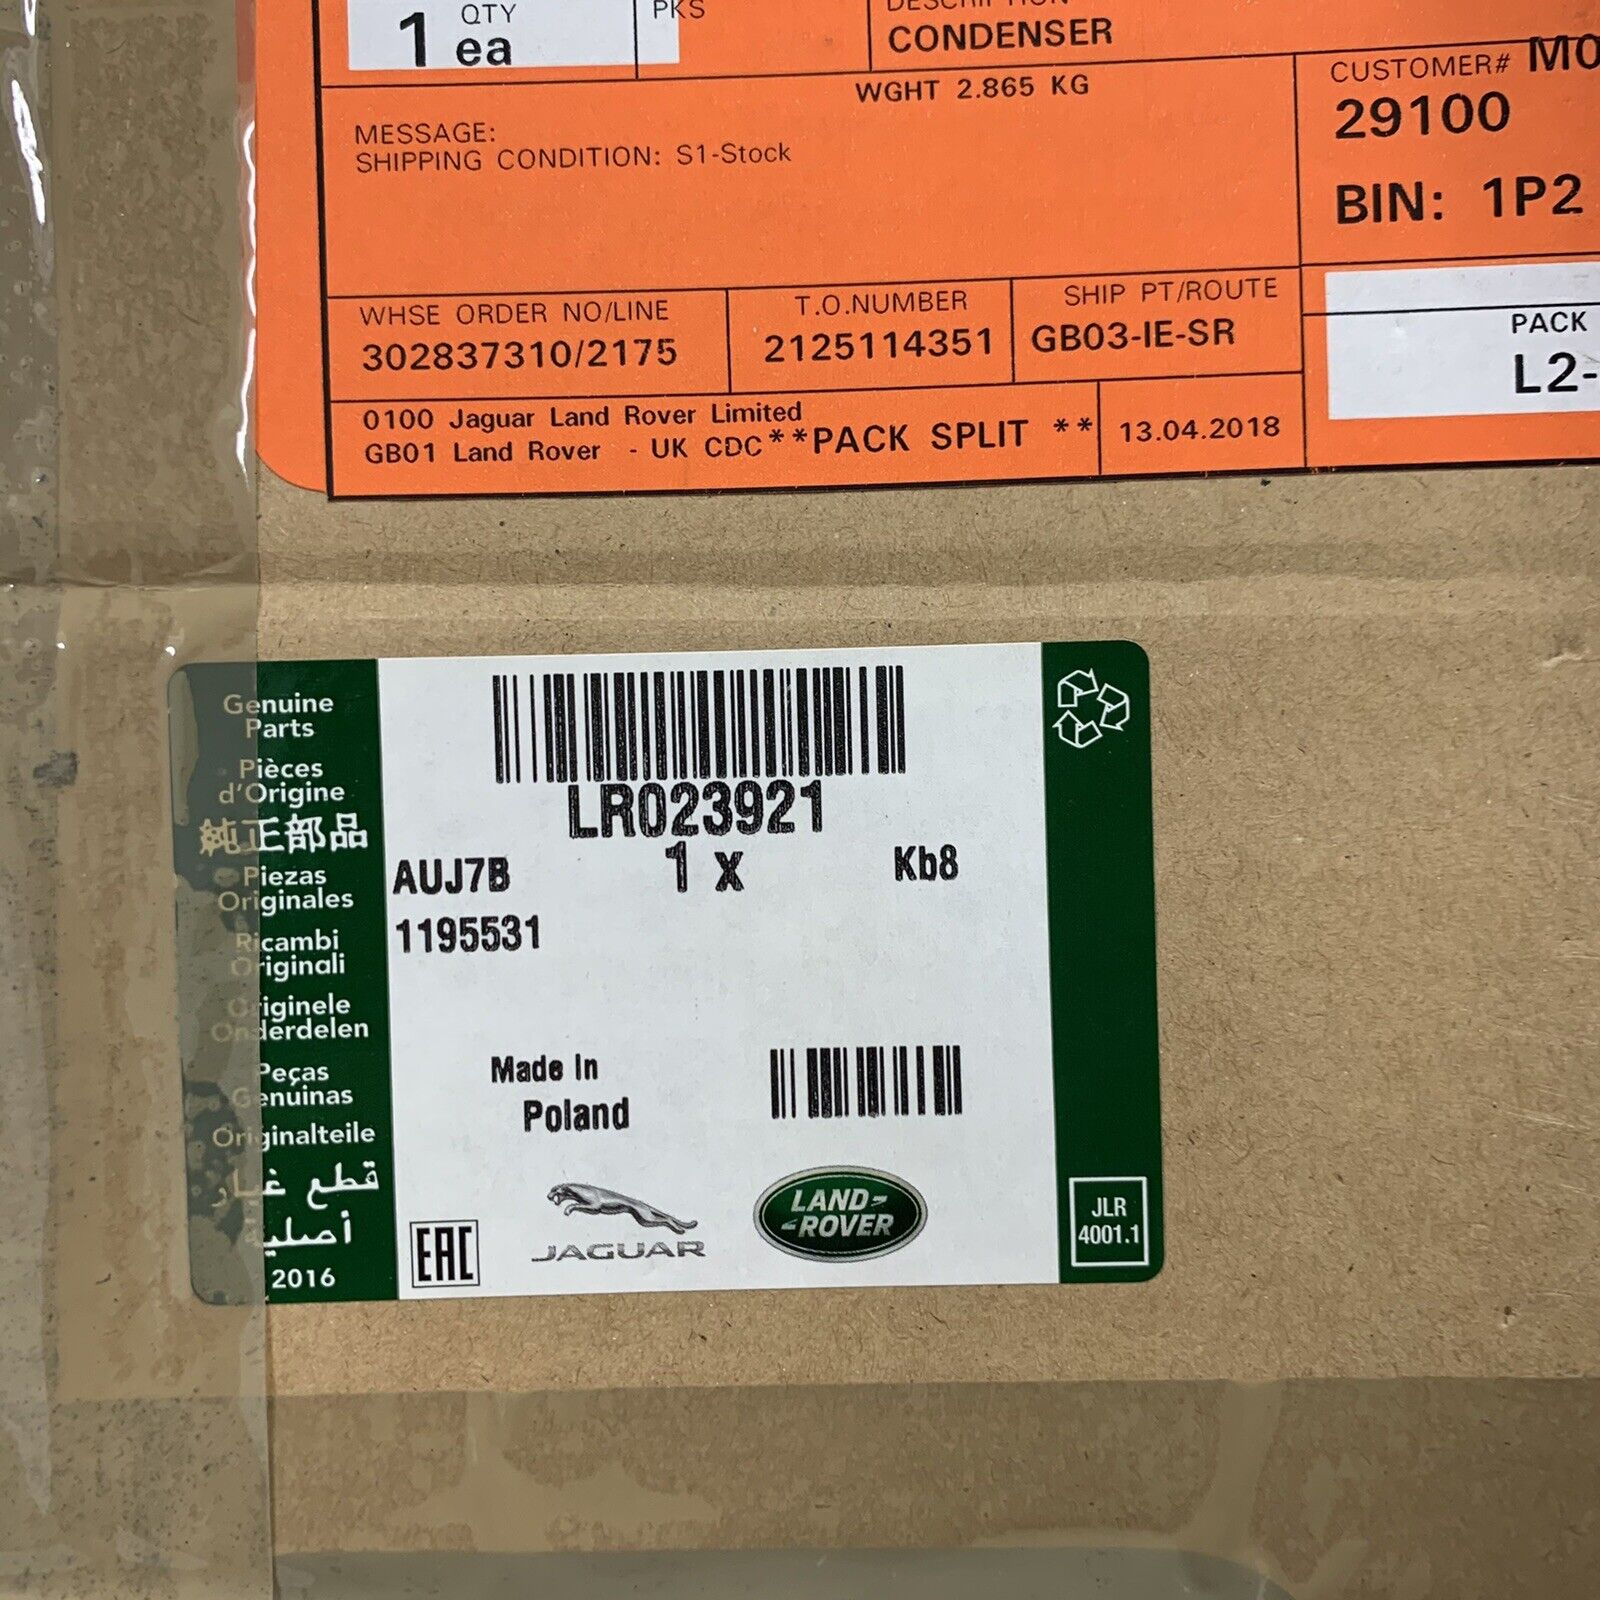 QTY
1 ea
PKS
DESCRIPTION
CONDENSER
WGHT 2.865 KG
CUSTOMER#
29100
BIN: 1P2
MESSAGE:
SHIPPING CONDITION: S1-Stock
WHSE ORDER NO/LINE
302837310/2175
T.O.NUMBER
2125114351
SHIP PT/ROUTE
GB03-IE-SR
PACK
L2-
0100 Jaguar Land Rover Limited
GB01 Land Rover - UK CDC**PACK SPLIT **
13.04.2018
Genuine
Parts
Pièces
d'Origine
純正部品
Piezas
Originales
Ricambi
Originali
Originele
Onderdelen
Peças
Genuinas
Originalteile
قطع غيار
أصلية
2016
LR023921
AUJ7B
1 x
Kb8
1195531
Made In
Poland
EAC
JAGUAR
LAND-
-ROVER
JLR
4001.1